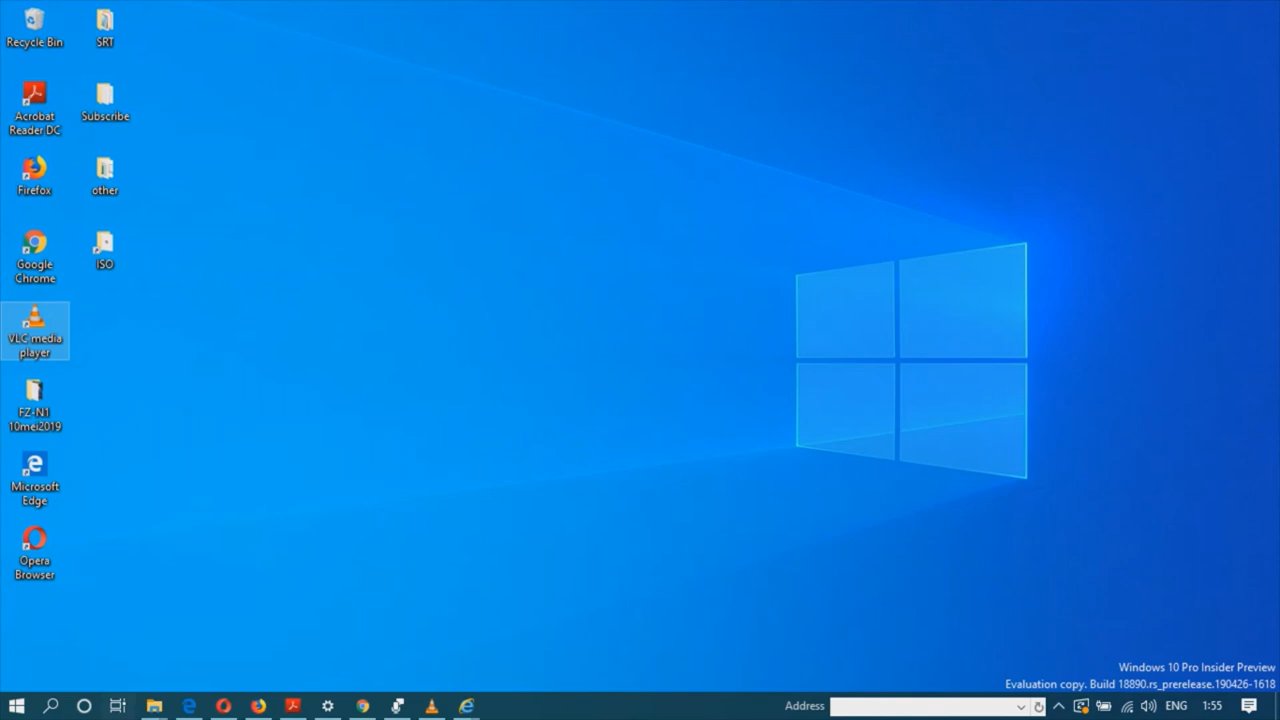 Recycle Bin
SRT
Acrobat
Reader DC
Subscribe
Firefox
other
Google
Chrome
ISO
VLC media
player
FZ-N1
10mei2019
Microsoft
Edge
Opera
Browser
Windows 10 Pro Insider Preview
Evaluation copy. Build 18890.rs_prerelease.190426-1618
Address
ENG
1:55